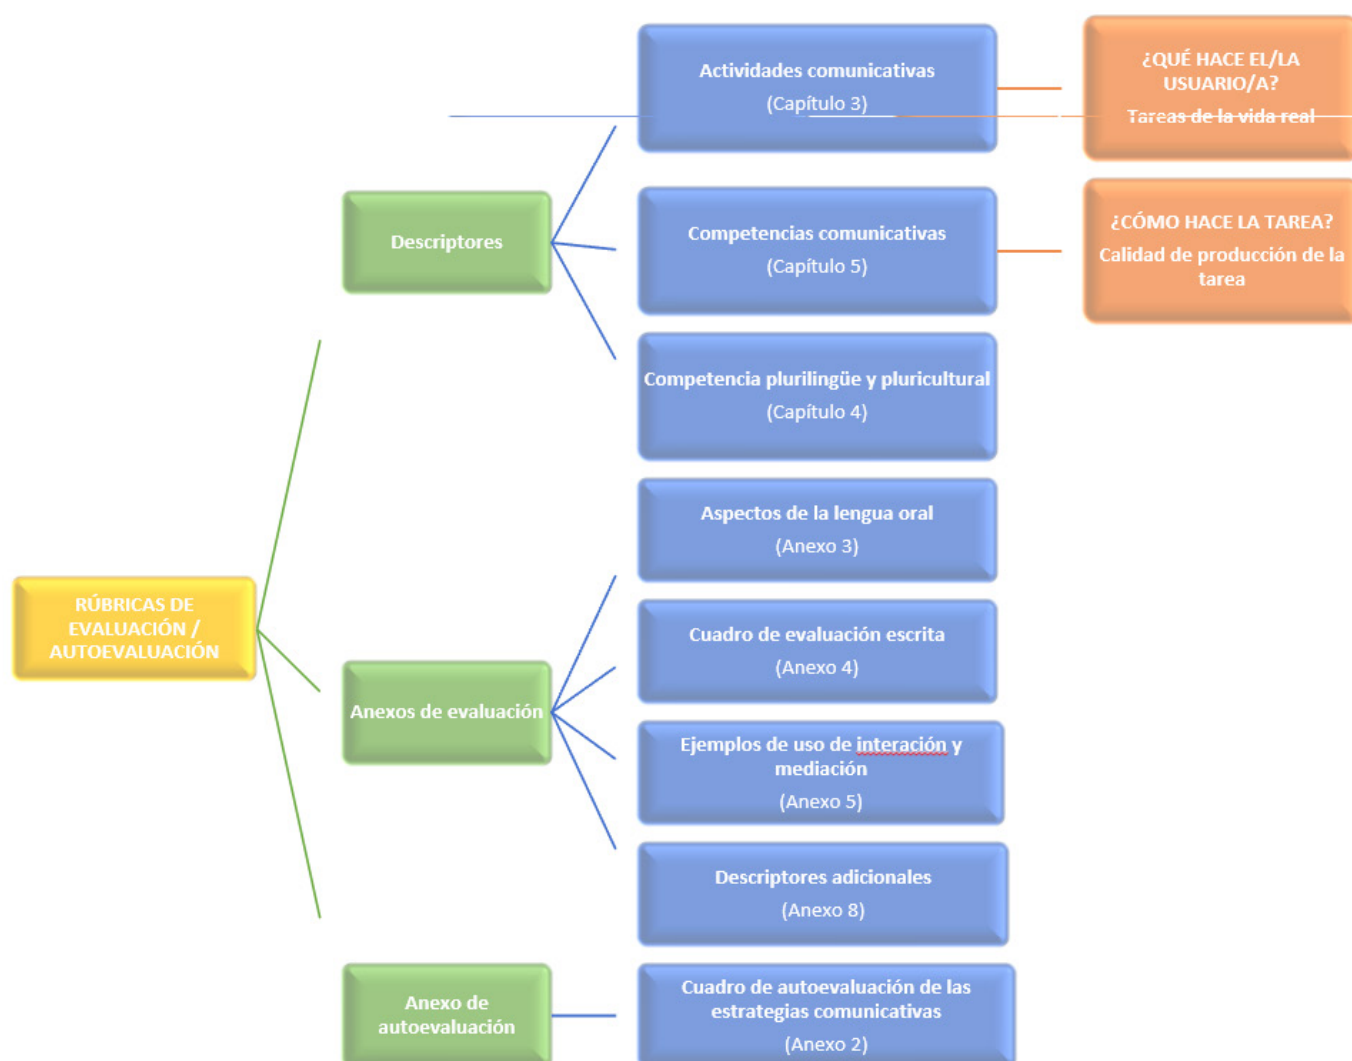 Actividades comunicativas
(Capítulo 3)
¿QUÉ HACE EL/LA
USUARIO/A?
Tareas de la vida real
Descriptores
Competencias comunicativas
(Capítulo 5)
¿CÓMO HACE LA TAREA?
Calidad de producción de la
tarea
Competencia plurilingüe y pluricultural
(Capítulo 4)
RÚBRICAS DE
EVALUACIÓN /
AUTOEVALUACIÓN
Aspectos de la lengua oral
(Anexo 3)
Cuadro de evaluación escrita
(Anexo 4)
Anexos de evaluación
Ejemplos de uso de interación y
mediación
(Anexo 5)
Descriptores adicionales
(Anexo 8)
Anexo de
autoevaluación
Cuadro de autoevaluación de las
estrategias comunicativas
(Anexo 2)